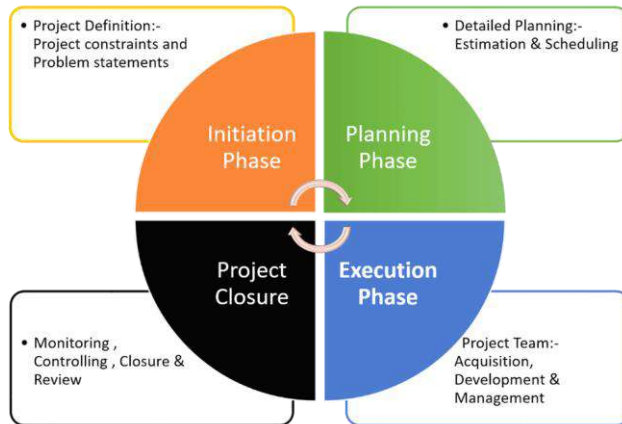 • Project Definition:-
Project constraints and
Problem statements
• Detailed Planning:-
Estimation & Scheduling
Initiation
Phase
Planning
Phase
Project
Closure
Execution
Phase
• Monitoring ,
Controlling , Closure &
Review
Project Team:-
Acquisition,
Development &
Management